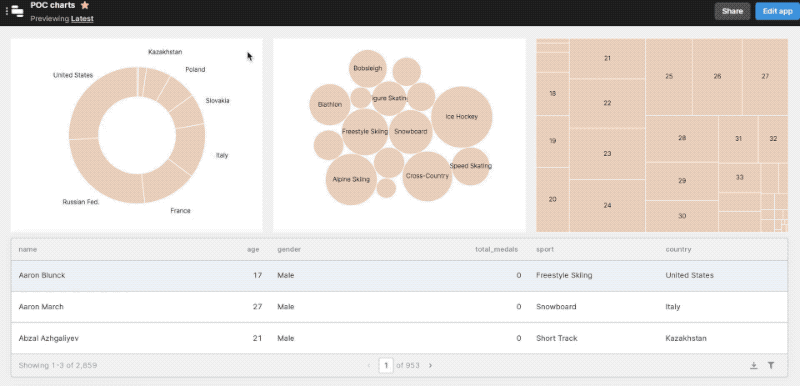 POC charts
Previewing Latest
Share
Edit app
Kazakhstan
United States
Poland
Slovakia
Italy
Russian Fed.
France
Bobsleigh
Biathlon
igure Skatin
Ice Hockey
Freestyle Skiing
Snowboard
Alpine Skiing
Cross-Country
Speed Skating
18
19
20
21
22
23
24
25
26
27
28
29
30
31
32
33
name age gender total_medals sport country
Aaron Blunck 17 Male 0 Freestyle Skiing United States
Aaron March 27 Male 0 Snowboard Italy
Abzal Azhgaliyev 21 Male 0 Short Track Kazakhstan
Showing 1-3 of 2,859
‹ 1 of 953 ›